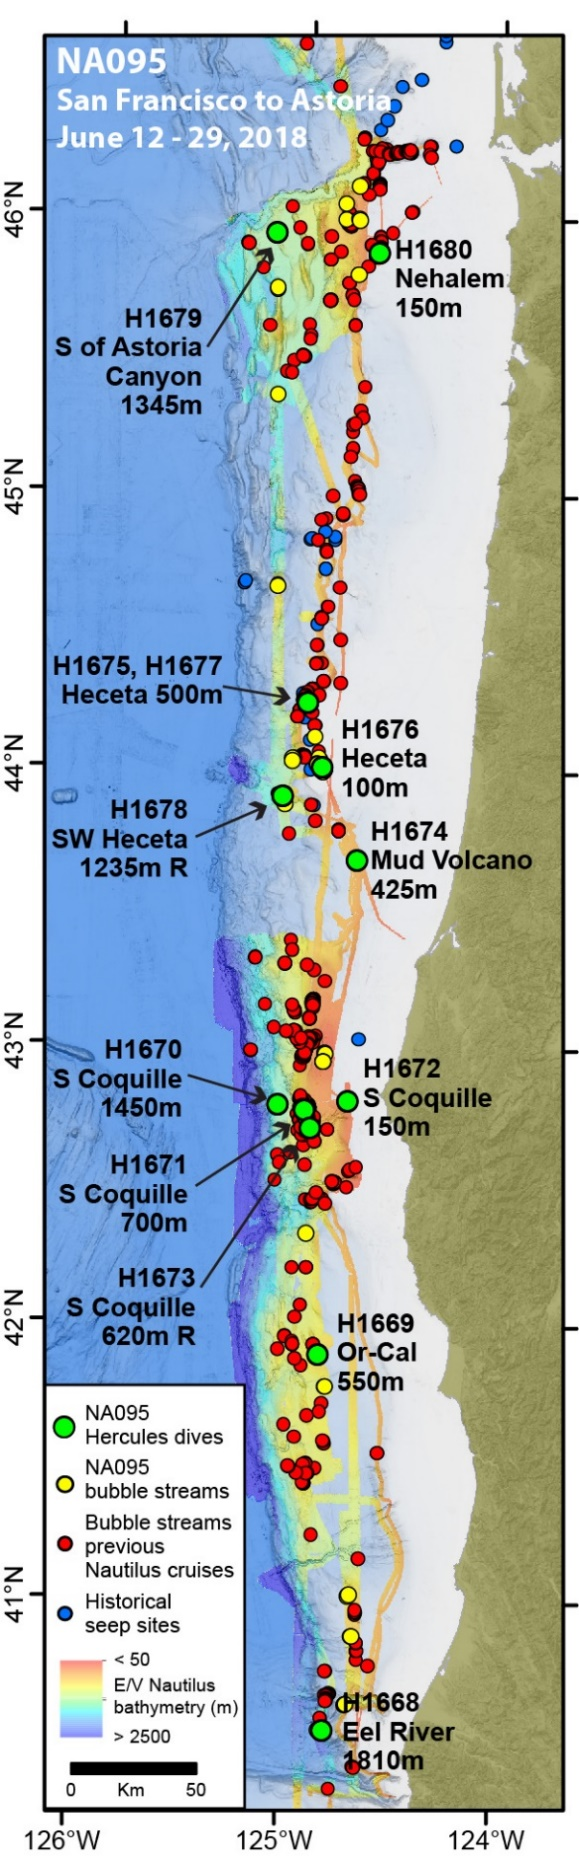 NA095
San Francisco to Astoria
June 12 - 29, 2018
46°N
H1680
Nehalem
150m
H1679
S of Astoria
Canyon
1345m
45°N
H1675, H1677
Heceta 500m
44°N
H1676
Heceta
100m
H1678
SW Heceta
1235m R
H1674
Mud Volcano
425m
43°N
H1670
S Coquille
1450m
H1672
S Coquille
150m
H1671
S Coquille
700m
H1673
S Coquille
620m R
42°N
H1669
Or-Cal
550m
NA095
Hercules dives
NA095
bubble streams
Bubble streams
previous
Nautilus cruises
Historical
seep sites
41°N
< 50
E/V Nautilus
bathymetry (m)
> 2500
0 Km 50
H1668
Eel River
1810m
126°W 125°W 124°W